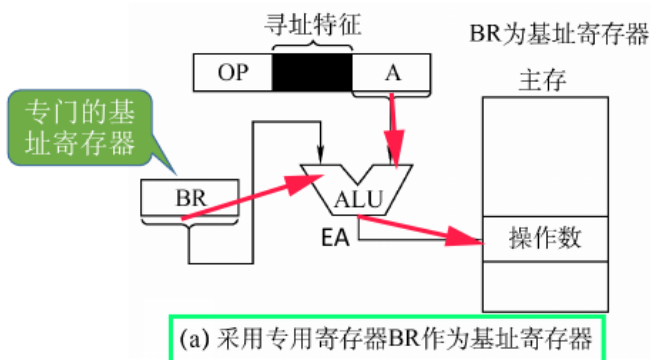 寻址特征
BR为基址寄存器
OP
A
主存
专门的基
址寄存器
BR
ALU
EA
操作数
(a) 采用专用寄存器BR作为基址寄存器